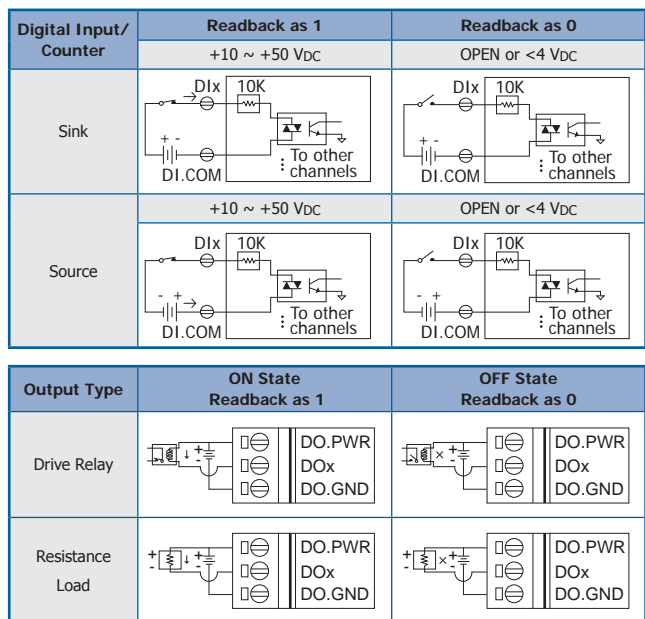 Digital Input/
Counter
Readback as 1
Readback as 0
+10 ~ +50 VDC
OPEN or <4 VDC
Sink
DIx
10K
+ -
DI.COM
To other
channels
DIx
10K
+ -
DI.COM
To other
channels
+10 ~ +50 VDC
OPEN or <4 VDC
Source
DIx
10K
- +
DI.COM
To other
channels
DIx
10K
- +
DI.COM
To other
channels
Output Type
ON State
Readback as 1
OFF State
Readback as 0
Drive Relay
+
-
DO.PWR
DOx
DO.GND
×
+
-
DO.PWR
DOx
DO.GND
Resistance
Load
+
-
+
-
DO.PWR
DOx
DO.GND
+
-
×
+
-
DO.PWR
DOx
DO.GND